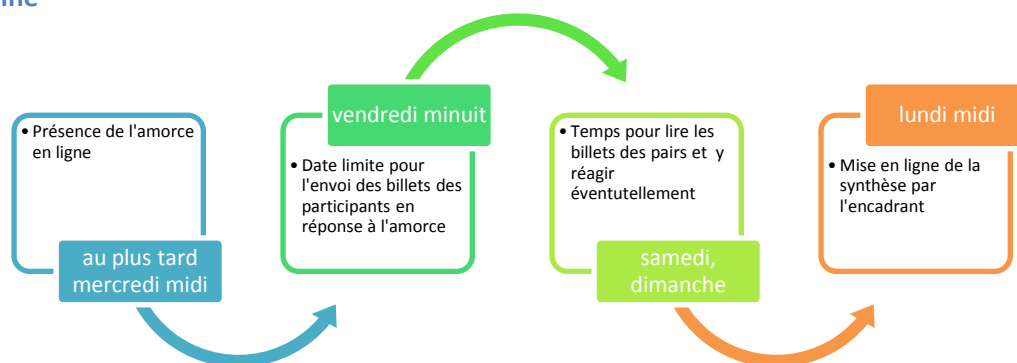 • Présence de l'amorce
en ligne
au plus tard
mercredi midi
vendredi minuit
• Date limite pour
l'envoi des billets des
participants en
réponse à l'amorce
• Temps pour lire les
billets des pairs et y
réagir
éventutellement
samedi,
dimanche
lundi midi
• Mise en ligne de la
synthèse par
l'encadrant